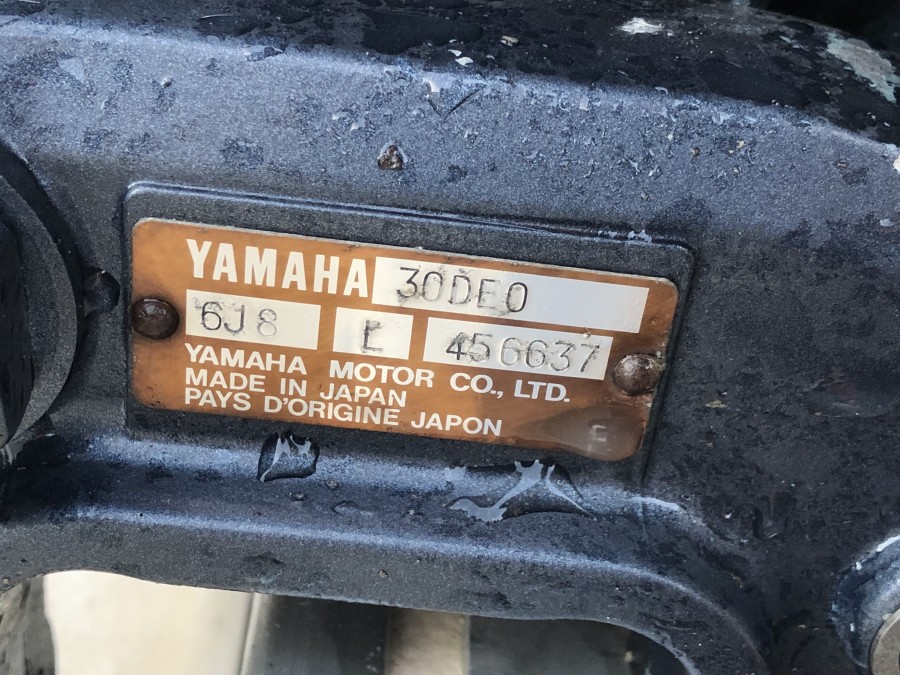 YAMAHA 30DEO
6J8 L 456637
YAMAHA MOTOR CO., LTD.
MADE IN JAPAN
PAYS D'ORIGINE JAPON